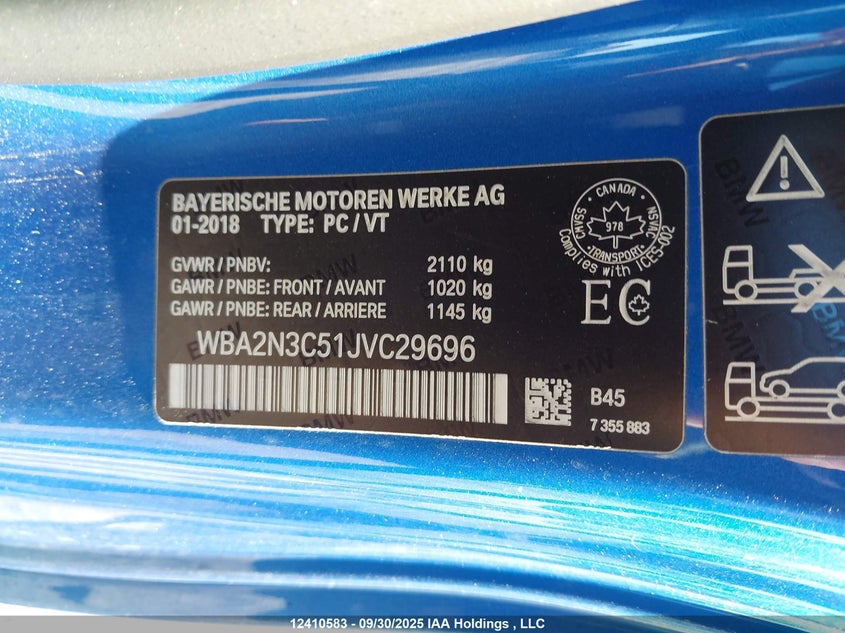 BAYERISCHE MOTOREN WERKE AG
01-2018 TYPE: PC / VT
GVWR / PNBV: 2110 kg
GAWR / PNBE: FRONT / AVANT 1020 kg
GAWR / PNBE: REAR / ARRIERE 1145 kg
WBA2N3C51JVC29696
B45
7 355 883
CANADA
CMVSS
NSVAC
978
TRANSPORT
Complies with ICES-002
EC
BMW
12410583 - 09/30/2025 IAA Holdings , LLC